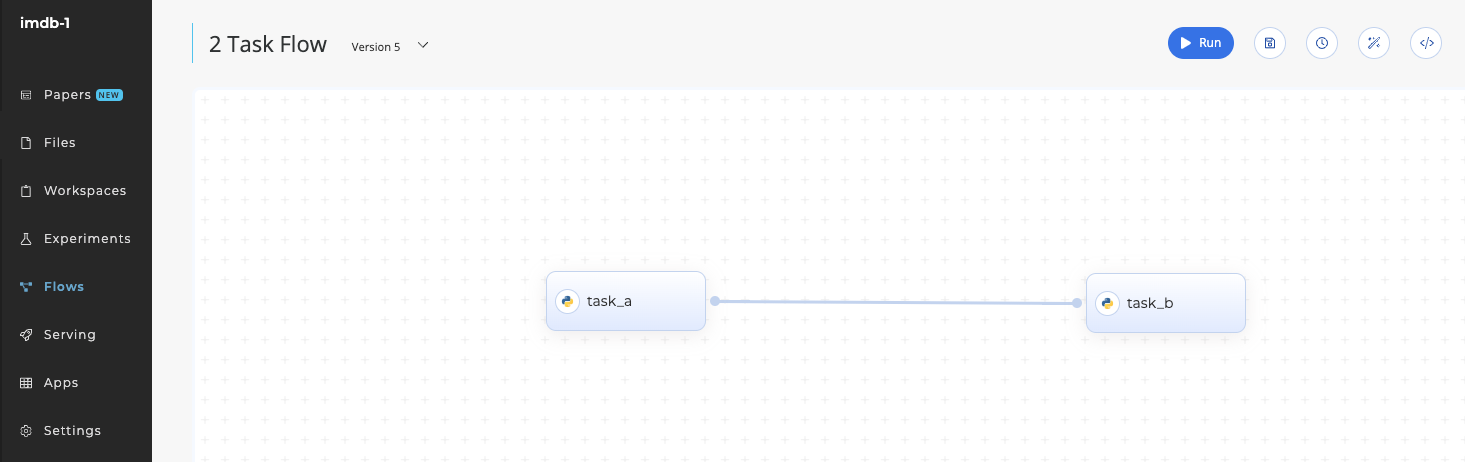 imdb-1
Papers NEW
Files
Workspaces
Experiments
Flows
Serving
Apps
Settings
2 Task Flow Version 5
Run
task_a
task_b